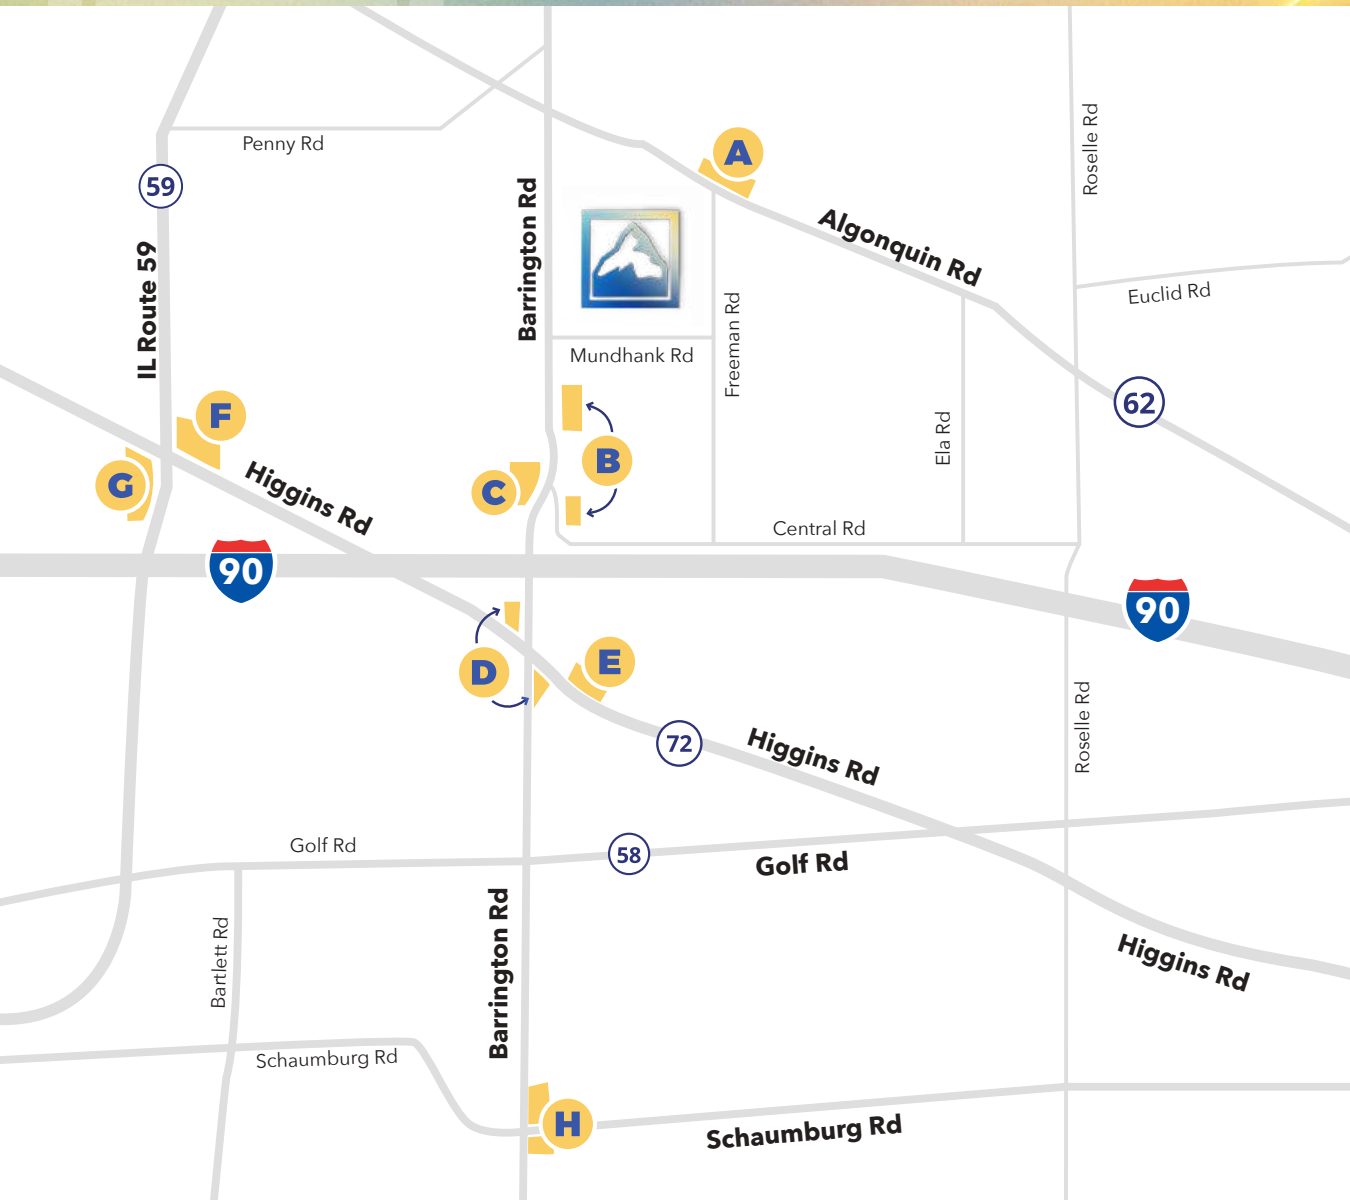 Penny Rd
A
Roselle Rd
59
Barrington Rd
Algonquin Rd
IL Route 59
Euclid Rd
Freeman Rd
Mundhank Rd
62
F
Ela Rd
B
G
Higgins Rd
C
Central Rd
90
90
D
E
Roselle Rd
72
Higgins Rd
Golf Rd
58
Golf Rd
Barrington Rd
Bartlett Rd
Higgins Rd
Schaumburg Rd
H
Schaumburg Rd